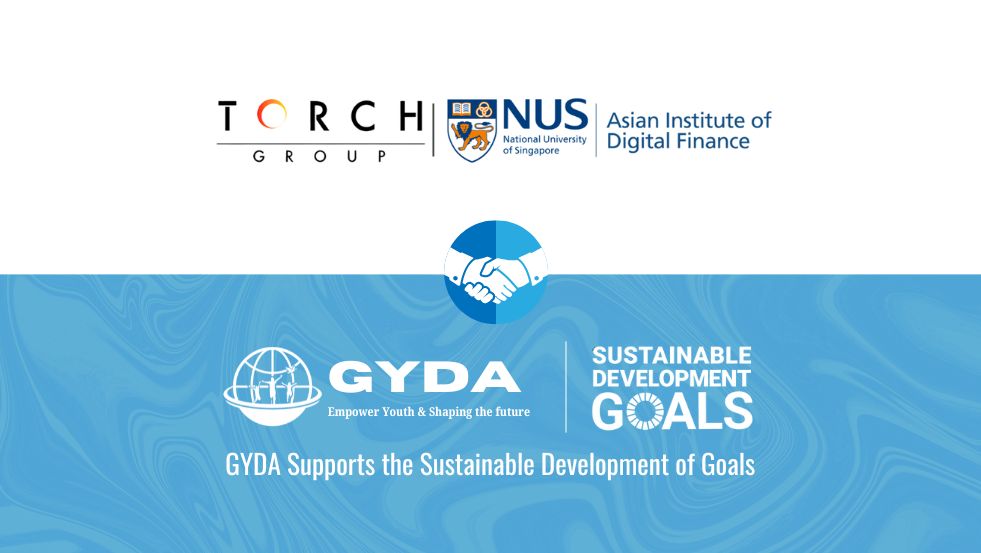 TORCH
GROUP
NUS
National University
of Singapore
Asian Institute of
Digital Finance
GYDA
Empower Youth & Shaping the future
SUSTAINABLE
DEVELOPMENT
GOALS
GYDA Supports the Sustainable Development of Goals